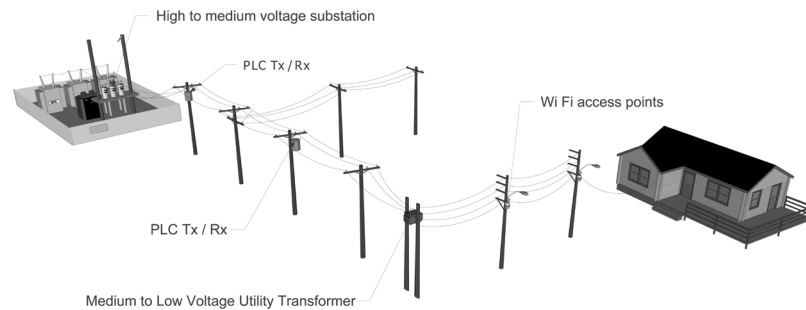 High to medium voltage substation
PLC Tx / Rx
Wi Fi access points
PLC Tx / Rx
Medium to Low Voltage Utility Transformer